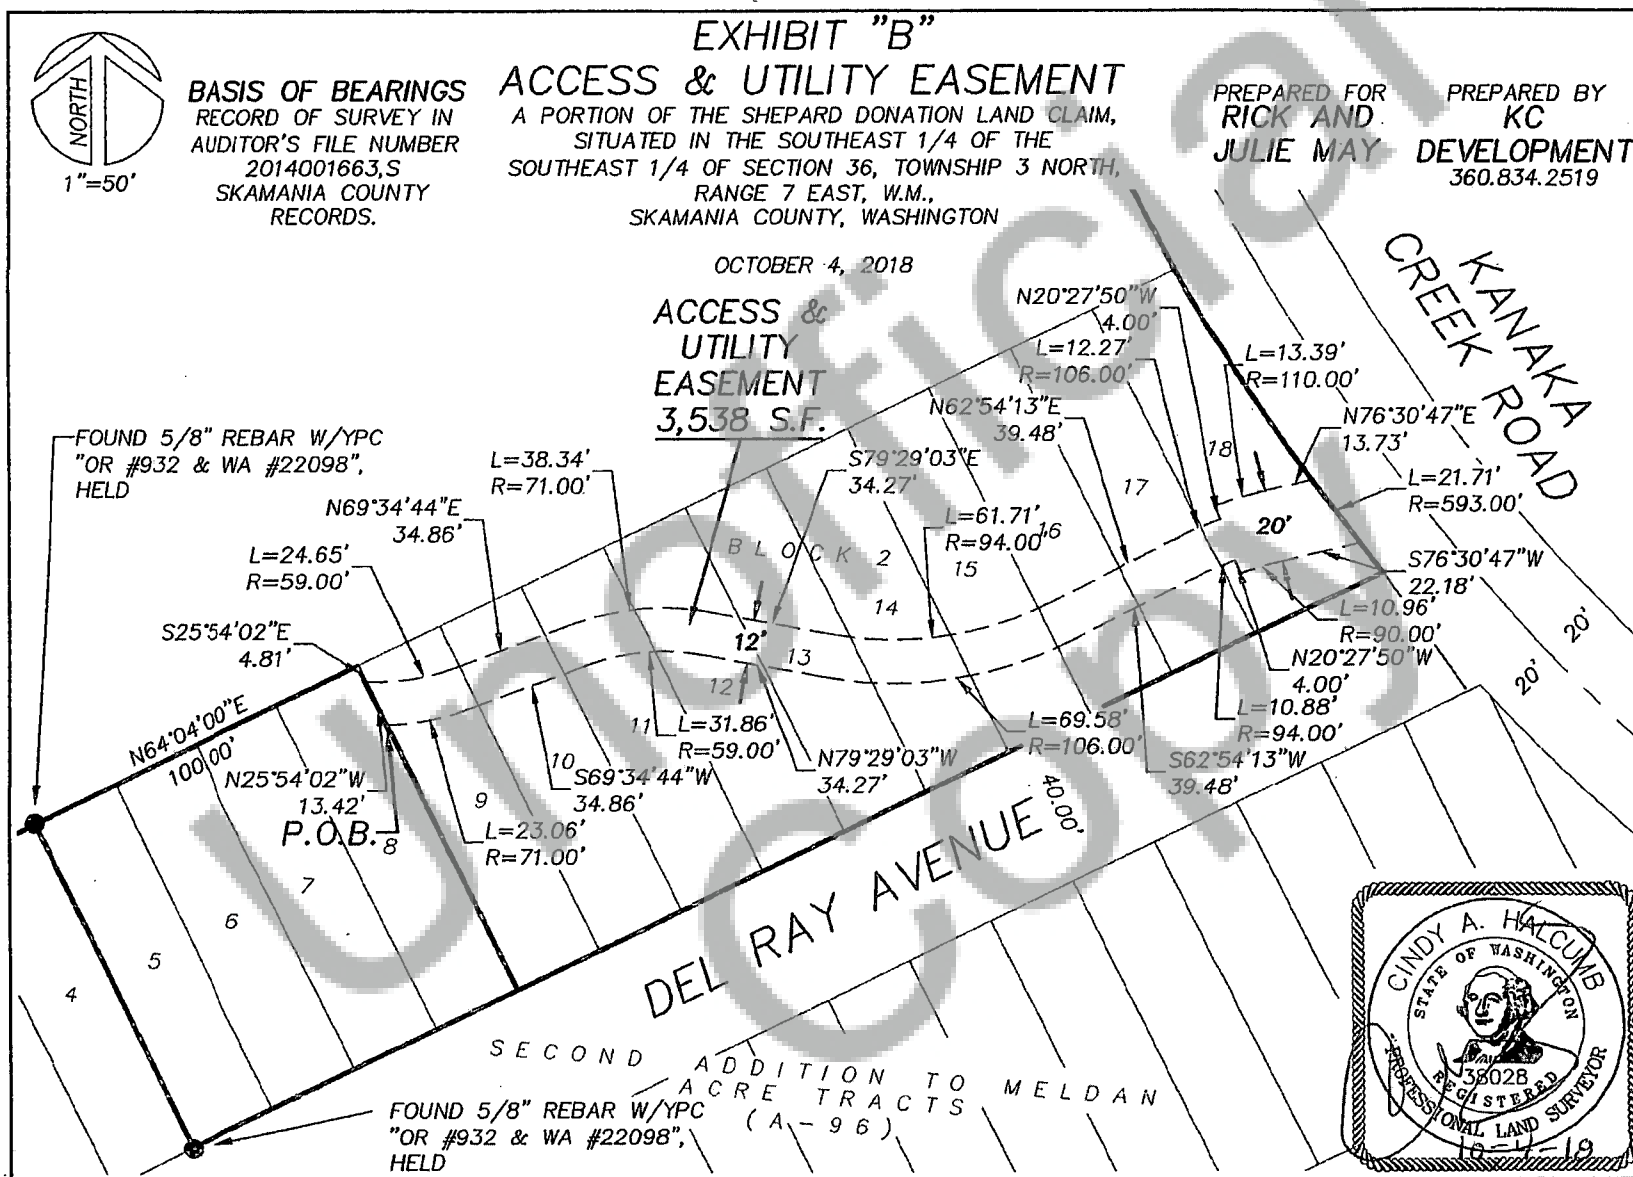 EXHIBIT "B"
ACCESS & UTILITY EASEMENT
A PORTION OF THE SHEPARD DONATION LAND CLAIM,
SITUATED IN THE SOUTHEAST 1/4 OF THE
SOUTHEAST 1/4 OF SECTION 36, TOWNSHIP 3 NORTH,
RANGE 7 EAST, W.M.,
SKAMANIA COUNTY, WASHINGTON
OCTOBER 4, 2018
NORTH
1"=50'
BASIS OF BEARINGS
RECORD OF SURVEY IN
AUDITOR'S FILE NUMBER
2014001663,S
SKAMANIA COUNTY
RECORDS.
PREPARED FOR
RICK AND
JULIE MAY
PREPARED BY
KC
DEVELOPMENT
360.834.2519
KANAKA
CREEK ROAD
ACCESS &
UTILITY
EASEMENT
3,538 S.F.
N20°27'50"W
4.00'
L=12.27'
R=106.00'
L=13.39'
R=110.00'
N62°54'13"E
39.48'
N76°30'47"E
13.73'
18
FOUND 5/8" REBAR W/YPC
"OR #932 & WA #22098",
HELD
L=38.34'
R=71.00'
S79°29'03"E
34.27'
L=21.71'
R=593.00'
17
N69°34'44"E
34.86'
L=61.71'
R=94.00'
16
20'
L=24.65'
R=59.00'
BLOCK 2
15
S76°30'47"W
22.18'
14
L=10.96'
R=90.00'
S25°54'02"E
4.81'
12'
13
12
20'
20'
N20°27'50"W
4.00'
N64°04'00"E
100.00'
11
L=31.86'
R=59.00'
L=69.58'
R=106.00'
L=10.88'
R=94.00'
N25°54'02"W
13.42'
P.O.B.
8
9
10
S69°34'44"W
34.86'
N79°29'03"W
34.27'
S62°54'13"W
39.48'
L=23.06'
R=71.00'
40.00'
7
6
5
4
DEL RAY AVENUE
SECOND ADDITION TO MELDAN
ACRE TRACTS
(A-96)
FOUND 5/8" REBAR W/YPC
"OR #932 & WA #22098",
HELD
CINDY A. HALCUMB
STATE OF WASHINGTON
38028
REGISTERED
PROFESSIONAL LAND SURVEYOR
10-4-18
Unofficial
Copy